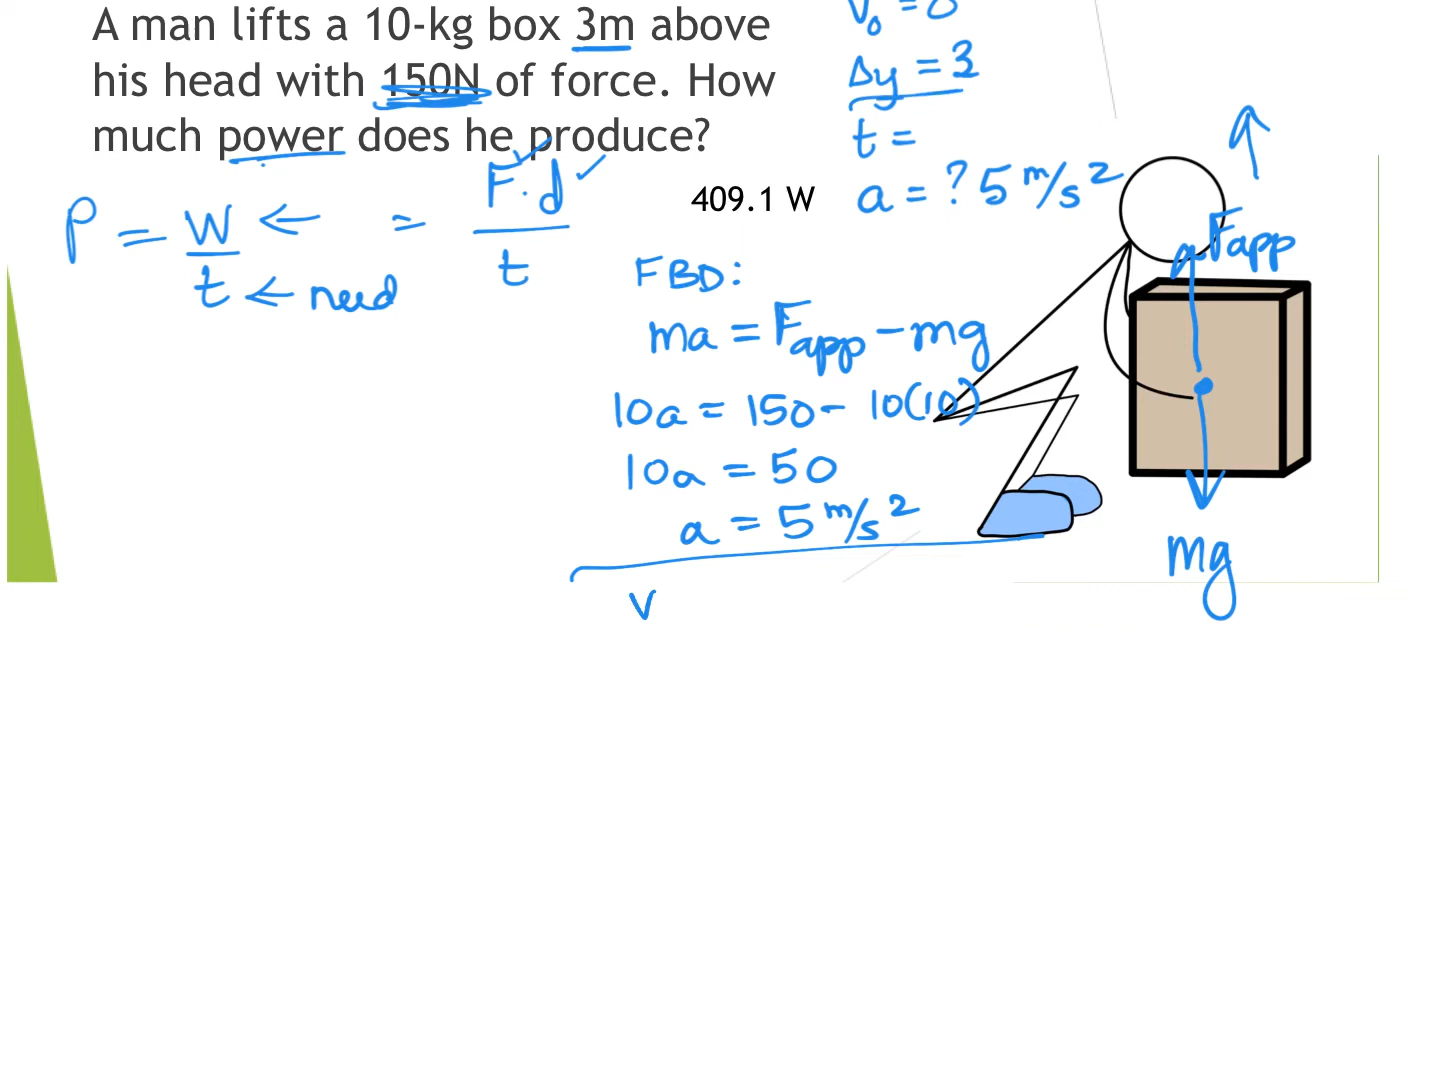 A man lifts a 10-kg box 3m above
his head with 150N of force. How
much power does he produce?
V₀ = 0
Δy = 3
t =
a = ? 5 m/s²
409.1 W
P = W/t = F·d/t
← need
FBD:
ma = Fapp - mg
10a = 150 - 10(10)
10a = 50
a = 5 m/s²
V
Fapp
mg